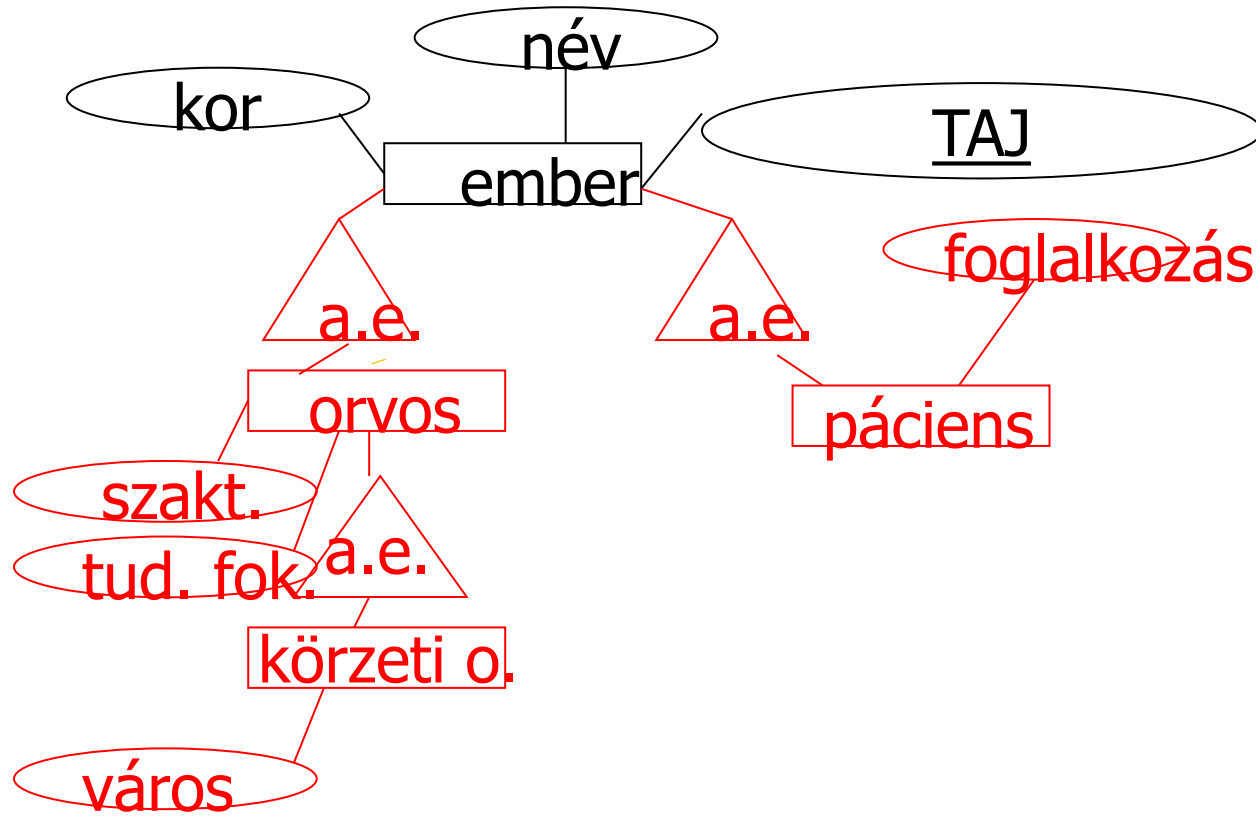 név
kor
TAJ
ember
foglalkozás
a.e.
a.e.
orvos
páciens
szakt.
a.e.
tud. fok.
körzeti o.
város